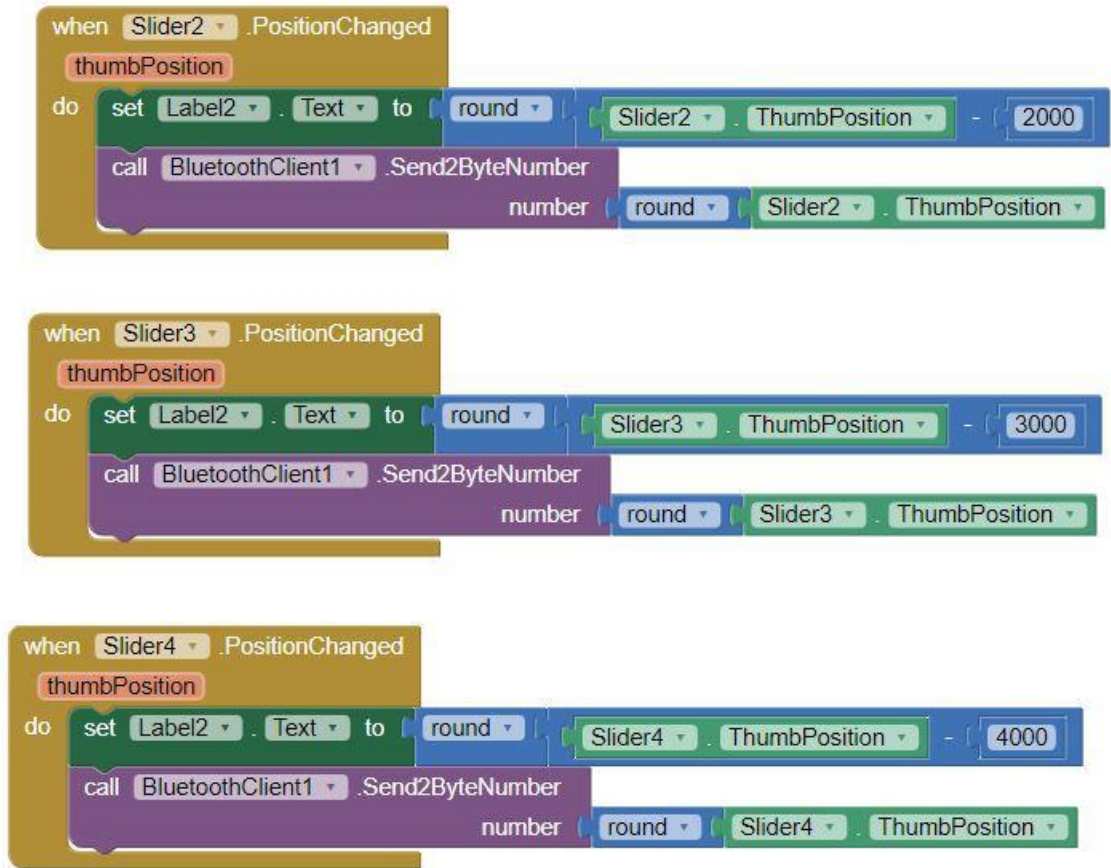 when Slider2 .PositionChanged
thumbPosition
do set Label2 . Text to round Slider2 . ThumbPosition - 2000
call BluetoothClient1 .Send2ByteNumber
number round Slider2 . ThumbPosition
when Slider3 .PositionChanged
thumbPosition
do set Label2 . Text to round Slider3 . ThumbPosition - 3000
call BluetoothClient1 .Send2ByteNumber
number round Slider3 . ThumbPosition
when Slider4 .PositionChanged
thumbPosition
do set Label2 . Text to round Slider4 . ThumbPosition - 4000
call BluetoothClient1 .Send2ByteNumber
number round Slider4 . ThumbPosition